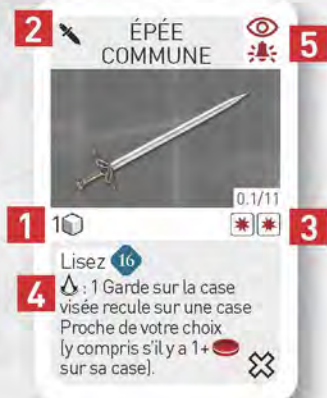 2
ÉPÉE
COMMUNE
5
0.1/11
1
1
3
Lisez 16
4
: 1 Garde sur la case
visée recule sur une case
Proche de votre choix
(y compris s'il y a 1+
sur sa case).